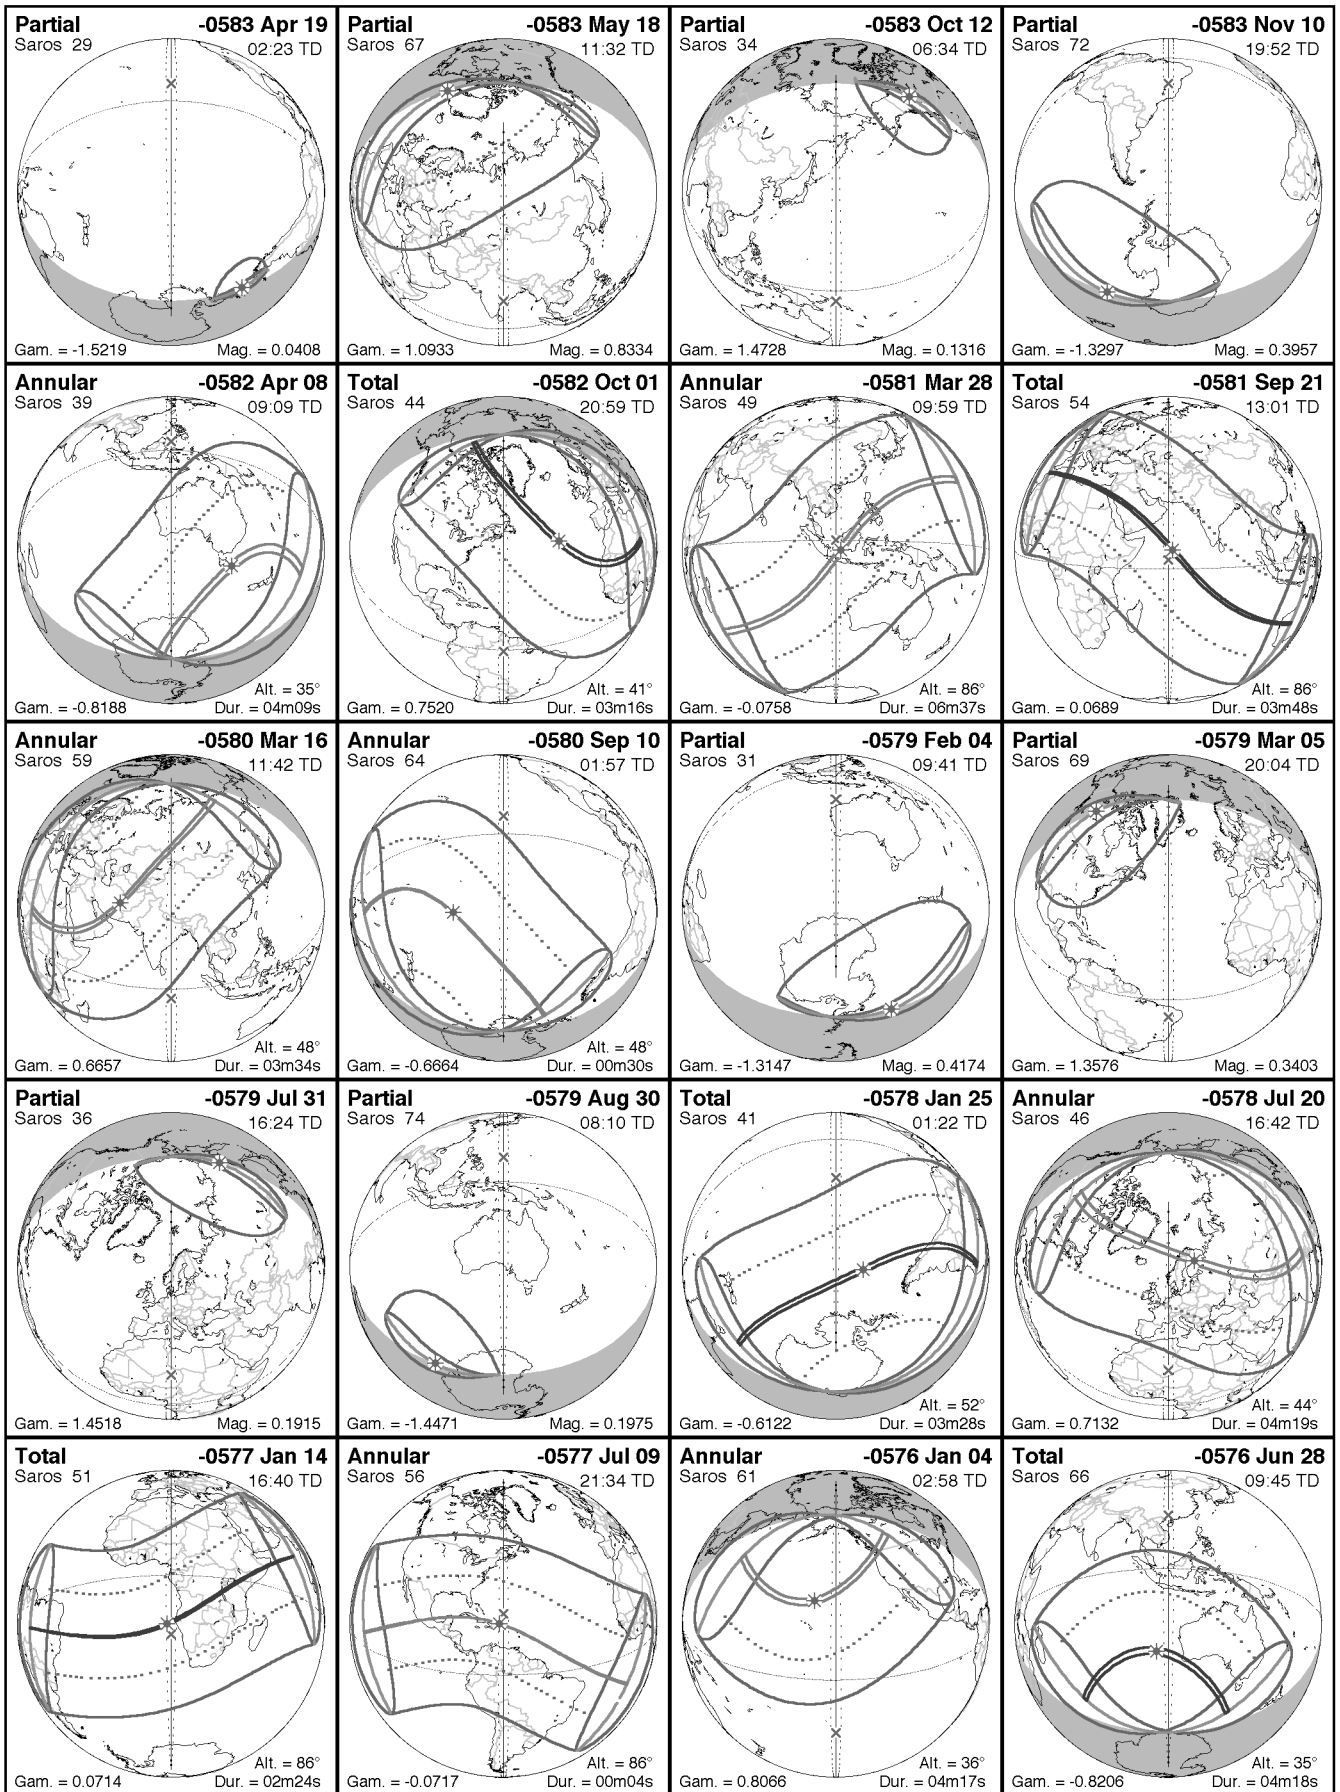 Partial -0583 Apr 19
Saros 29 02:23 TD
Gam. = -1.5219 Mag. = 0.0408
Partial -0583 May 18
Saros 67 11:32 TD
Gam. = 1.0933 Mag. = 0.8334
Partial -0583 Oct 12
Saros 34 06:34 TD
Gam. = 1.4728 Mag. = 0.1316
Partial -0583 Nov 10
Saros 72 19:52 TD
Gam. = -1.3297 Mag. = 0.3957
Annular -0582 Apr 08
Saros 39 09:09 TD
Alt. = 35°
Gam. = -0.8188 Dur. = 04m09s
Total -0582 Oct 01
Saros 44 20:59 TD
Alt. = 41°
Gam. = 0.7520 Dur. = 03m16s
Annular -0581 Mar 28
Saros 49 09:59 TD
Alt. = 86°
Gam. = -0.0758 Dur. = 06m37s
Total -0581 Sep 21
Saros 54 13:01 TD
Alt. = 86°
Gam. = 0.0689 Dur. = 03m48s
Annular -0580 Mar 16
Saros 59 11:42 TD
Alt. = 48°
Gam. = 0.6657 Dur. = 03m34s
Annular -0580 Sep 10
Saros 64 01:57 TD
Alt. = 48°
Gam. = -0.6664 Dur. = 00m30s
Partial -0579 Feb 04
Saros 31 09:41 TD
Gam. = -1.3147 Mag. = 0.4174
Partial -0579 Mar 05
Saros 69 20:04 TD
Gam. = 1.3576 Mag. = 0.3403
Partial -0579 Jul 31
Saros 36 16:24 TD
Gam. = 1.4518 Mag. = 0.1915
Partial -0579 Aug 30
Saros 74 08:10 TD
Gam. = -1.4471 Mag. = 0.1975
Total -0578 Jan 25
Saros 41 01:22 TD
Alt. = 52°
Gam. = -0.6122 Dur. = 03m28s
Annular -0578 Jul 20
Saros 46 16:42 TD
Alt. = 44°
Gam. = 0.7132 Dur. = 04m19s
Total -0577 Jan 14
Saros 51 16:40 TD
Alt. = 86°
Gam. = 0.0714 Dur. = 02m24s
Annular -0577 Jul 09
Saros 56 21:34 TD
Alt. = 86°
Gam. = -0.0717 Dur. = 00m04s
Annular -0576 Jan 04
Saros 61 02:58 TD
Alt. = 36°
Gam. = 0.8066 Dur. = 04m17s
Total -0576 Jun 28
Saros 66 09:45 TD
Alt. = 35°
Gam. = -0.8206 Dur. = 04m18s